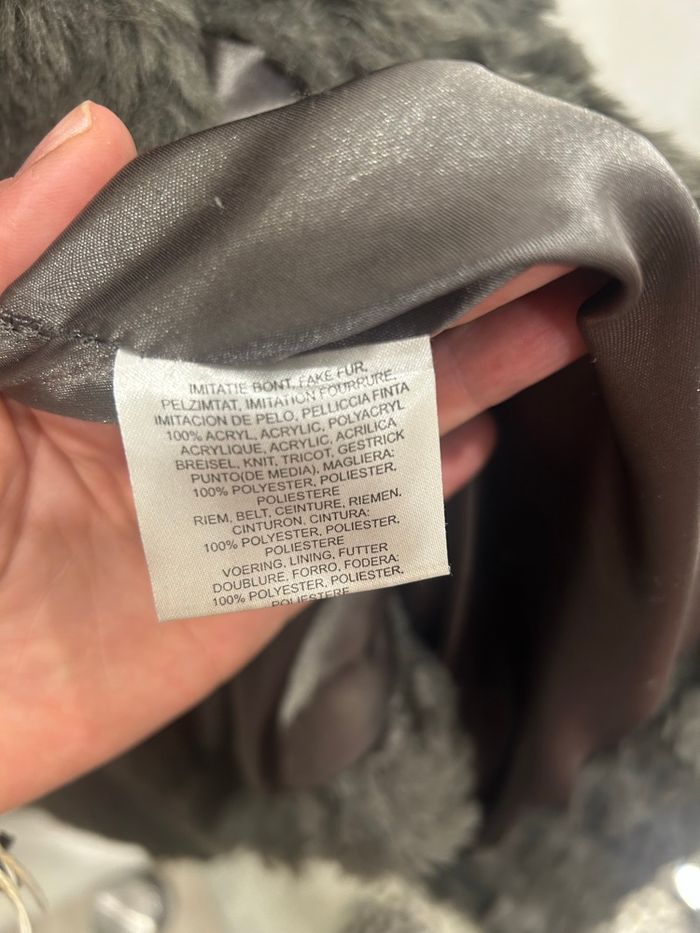 IMITATIE BONT, FAKE FUR,
PELZIMTAT, IMITATION FOURRURE,
IMITACION DE PELO, PELLICCIA FINTA
100% ACRYL, ACRYLIC, POLYACRYL
ACRYLIQUE, ACRYLIC, ACRILICA
BREISEL, KNIT, TRICOT, GESTRICK
PUNTO(DE MEDIA), MAGLIERA:
100% POLYESTER, POLIESTER,
POLIESTERE
RIEM, BELT, CEINTURE, RIEMEN.
CINTURON, CINTURA:
100% POLYESTER, POLIESTER,
POLIESTERE
VOERING, LINING, FUTTER
DOUBLURE, FORRO, FODERA:
100% POLYESTER, POLIESTER,
POLIESTERE